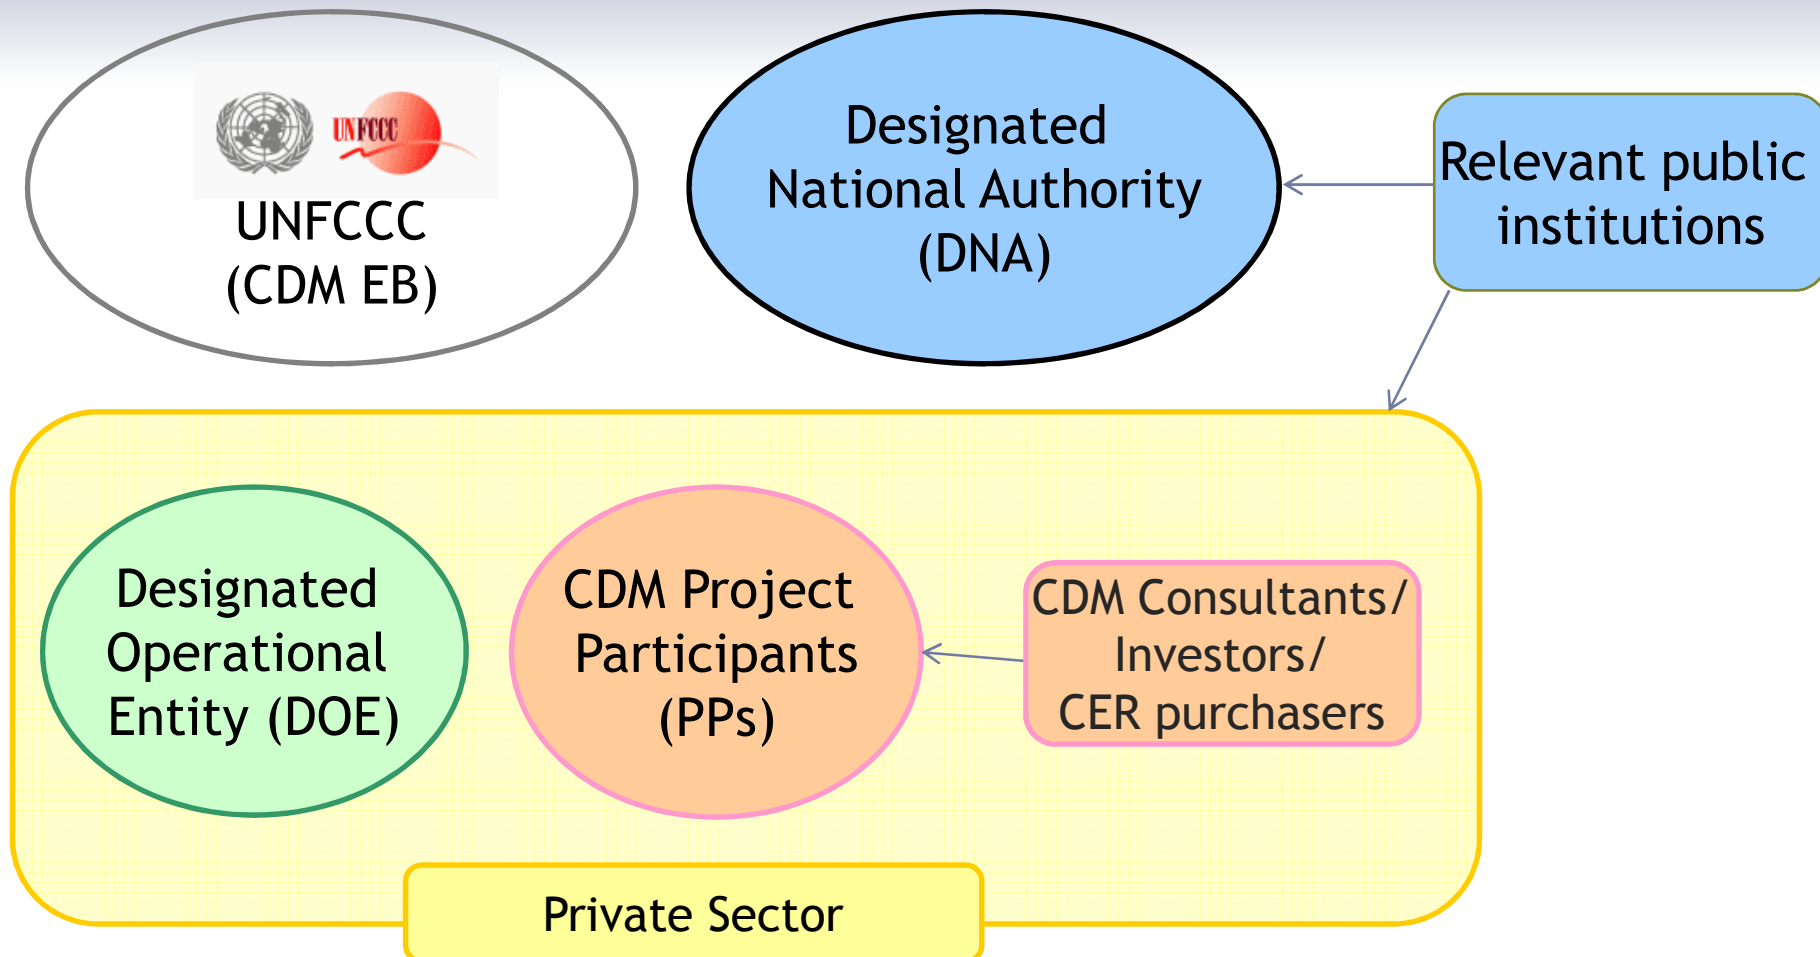 UNFCCC
UNFCCC
(CDM EB)
Designated
National Authority
(DNA)
Relevant public
institutions
Designated
Operational
Entity (DOE)
CDM Project
Participants
(PPs)
CDM Consultants/
Investors/
CER purchasers
Private Sector